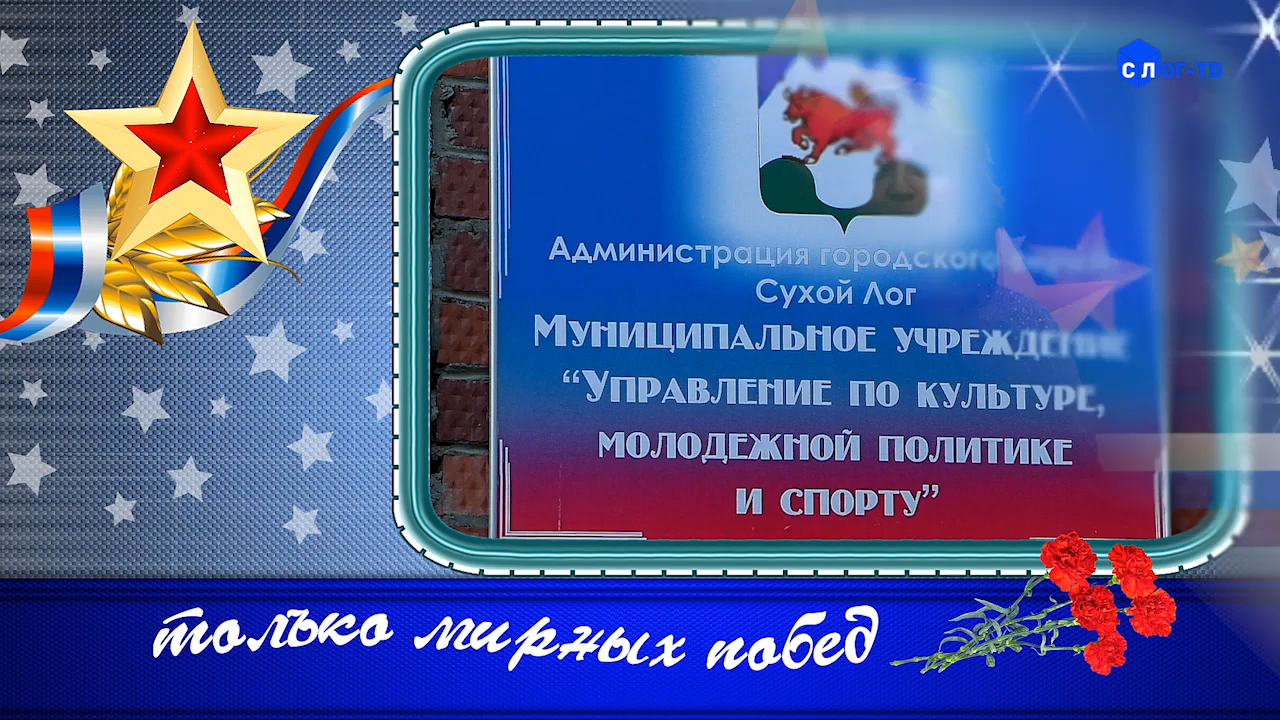 СЛОГ-ТВ
Администрация городского
Сухой Лог
Муниципальное учреждение
“Управление по культуре,
молодежной политике
и спорту”
только мирных побед